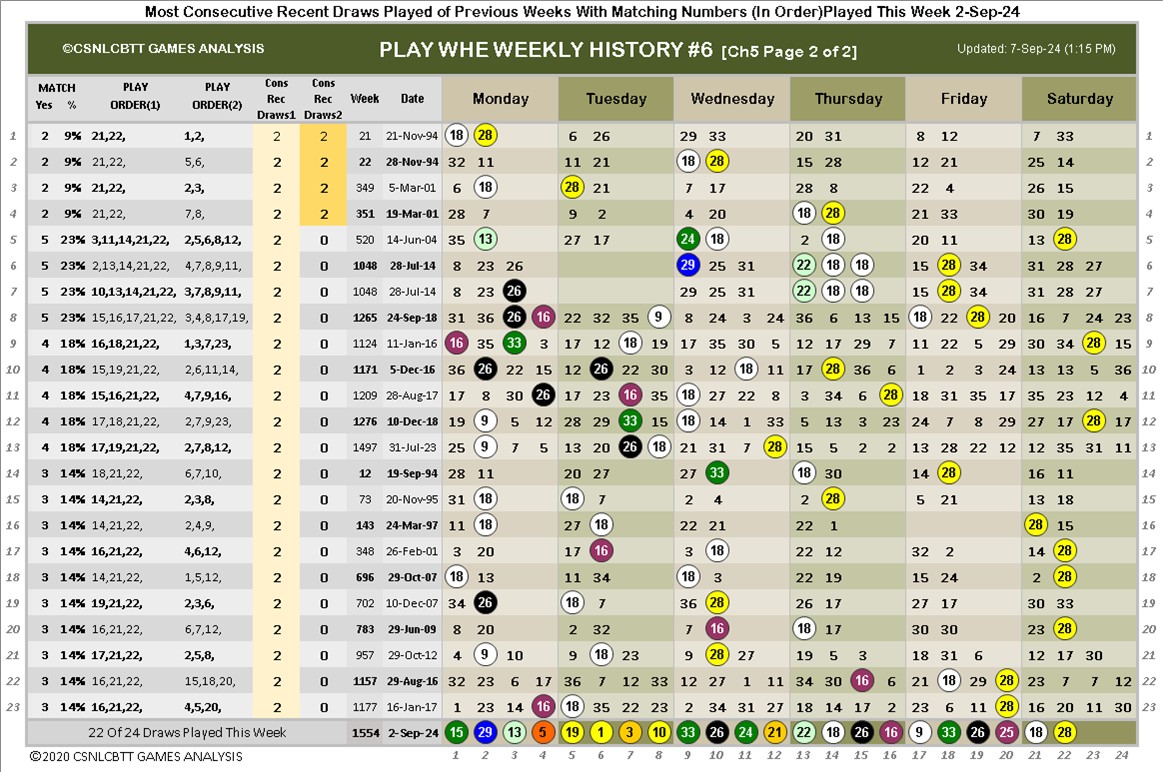 Most Consecutive Recent Draws Played of Previous Weeks With Matching Numbers (In Order)Played This Week 2-Sep-24
©CSNLCBTT GAMES ANALYSIS PLAY WHE WEEKLY HISTORY #6 [Ch5 Page 2 of 2] Updated: 7-Sep-24 (1:15 PM)
MATCH Yes % PLAY ORDER(1) PLAY ORDER(2) Cons Rec Draws1 Cons Rec Draws2 Week Date Monday Tuesday Wednesday Thursday Friday Saturday
1 2 9% 21,22, 1,2, 2 2 21 21-Nov-94 18 28 6 26 29 33 20 31 8 12 7 33 1
2 2 9% 21,22, 5,6, 2 2 22 28-Nov-94 32 11 11 21 18 28 15 28 12 21 25 14 2
3 2 9% 21,22, 2,3, 2 2 349 5-Mar-01 6 18 28 21 7 17 28 8 22 4 26 15 3
4 2 9% 21,22, 7,8, 2 2 351 19-Mar-01 28 7 9 2 4 20 18 28 21 33 30 19 4
5 5 23% 3,11,14,21,22, 2,5,6,8,12, 2 0 520 14-Jun-04 35 13 27 17 24 18 2 18 20 11 13 28 5
6 5 23% 2,13,14,21,22, 4,7,8,9,11, 2 0 1048 28-Jul-14 8 23 26 29 25 31 22 18 18 15 28 34 31 28 27 6
7 5 23% 10,13,14,21,22, 3,7,8,9,11, 2 0 1048 28-Jul-14 8 23 26 29 25 31 22 18 18 15 28 34 31 28 27 7
8 5 23% 15,16,17,21,22, 3,4,8,17,19, 2 0 1265 24-Sep-18 31 36 26 16 22 32 35 9 8 24 3 24 36 6 13 15 18 22 28 20 16 7 24 23 8
9 4 18% 16,18,21,22, 1,3,7,23, 2 0 1124 11-Jan-16 16 35 33 3 17 12 18 19 17 35 30 5 12 17 29 7 11 22 5 29 30 34 28 15 9
10 4 18% 15,19,21,22, 2,6,11,14, 2 0 1171 5-Dec-16 36 26 22 15 12 26 22 30 3 12 18 11 17 28 36 6 1 2 3 24 13 13 5 36 10
11 4 18% 15,16,21,22, 4,7,9,16, 2 0 1209 28-Aug-17 17 8 30 26 17 23 16 35 18 27 22 8 3 34 6 28 18 31 35 17 35 23 12 4 11
12 4 18% 17,18,21,22, 2,7,9,23, 2 0 1276 10-Dec-18 19 9 5 12 28 29 33 15 18 14 1 33 5 13 3 23 24 7 8 29 27 17 28 17 12
13 4 18% 17,19,21,22, 2,7,8,12, 2 0 1497 31-Jul-23 25 9 7 5 13 20 26 18 21 31 7 28 15 5 2 2 13 28 22 12 12 35 31 11 13
14 3 14% 18,21,22, 6,7,10, 2 0 12 19-Sep-94 28 11 20 27 27 33 18 30 14 28 16 11 14
15 3 14% 14,21,22, 2,3,8, 2 0 73 20-Nov-95 31 18 18 7 2 4 2 28 5 21 13 18 15
16 3 14% 14,21,22, 2,4,9, 2 0 143 24-Mar-97 11 18 27 18 22 21 22 1 28 15 16
17 3 14% 16,21,22, 4,6,12, 2 0 348 26-Feb-01 3 20 17 16 3 18 22 12 32 2 14 28 17
18 3 14% 14,21,22, 1,5,12, 2 0 696 29-Oct-07 18 13 11 34 18 3 22 19 15 24 2 28 18
19 3 14% 19,21,22, 2,3,6, 2 0 702 10-Dec-07 34 26 18 7 36 28 26 17 27 17 30 33 19
20 3 14% 16,21,22, 6,7,12, 2 0 783 29-Jun-09 8 20 2 32 7 16 18 17 30 30 23 28 20
21 3 14% 17,21,22, 2,5,8, 2 0 957 29-Oct-12 4 9 10 9 18 23 9 28 27 19 5 3 18 31 6 12 17 30 21
22 3 14% 16,21,22, 15,18,20, 2 0 1157 29-Aug-16 32 23 6 17 36 7 12 33 12 27 1 11 34 30 16 6 21 18 29 28 23 7 7 12 22
23 3 14% 16,21,22, 4,5,20, 2 0 1177 16-Jan-17 1 23 14 16 18 35 22 23 2 34 31 27 18 14 17 2 23 6 11 28 16 20 11 30 23
22 Of 24 Draws Played This Week 1554 2-Sep-24 15 29 13 5 19 1 3 10 33 26 24 21 22 18 26 16 9 33 26 25 18 28
©2020 CSNLCBTT GAMES ANALYSIS 1 2 3 4 5 6 7 8 9 10 11 12 13 14 15 16 17 18 19 20 21 22 23 24